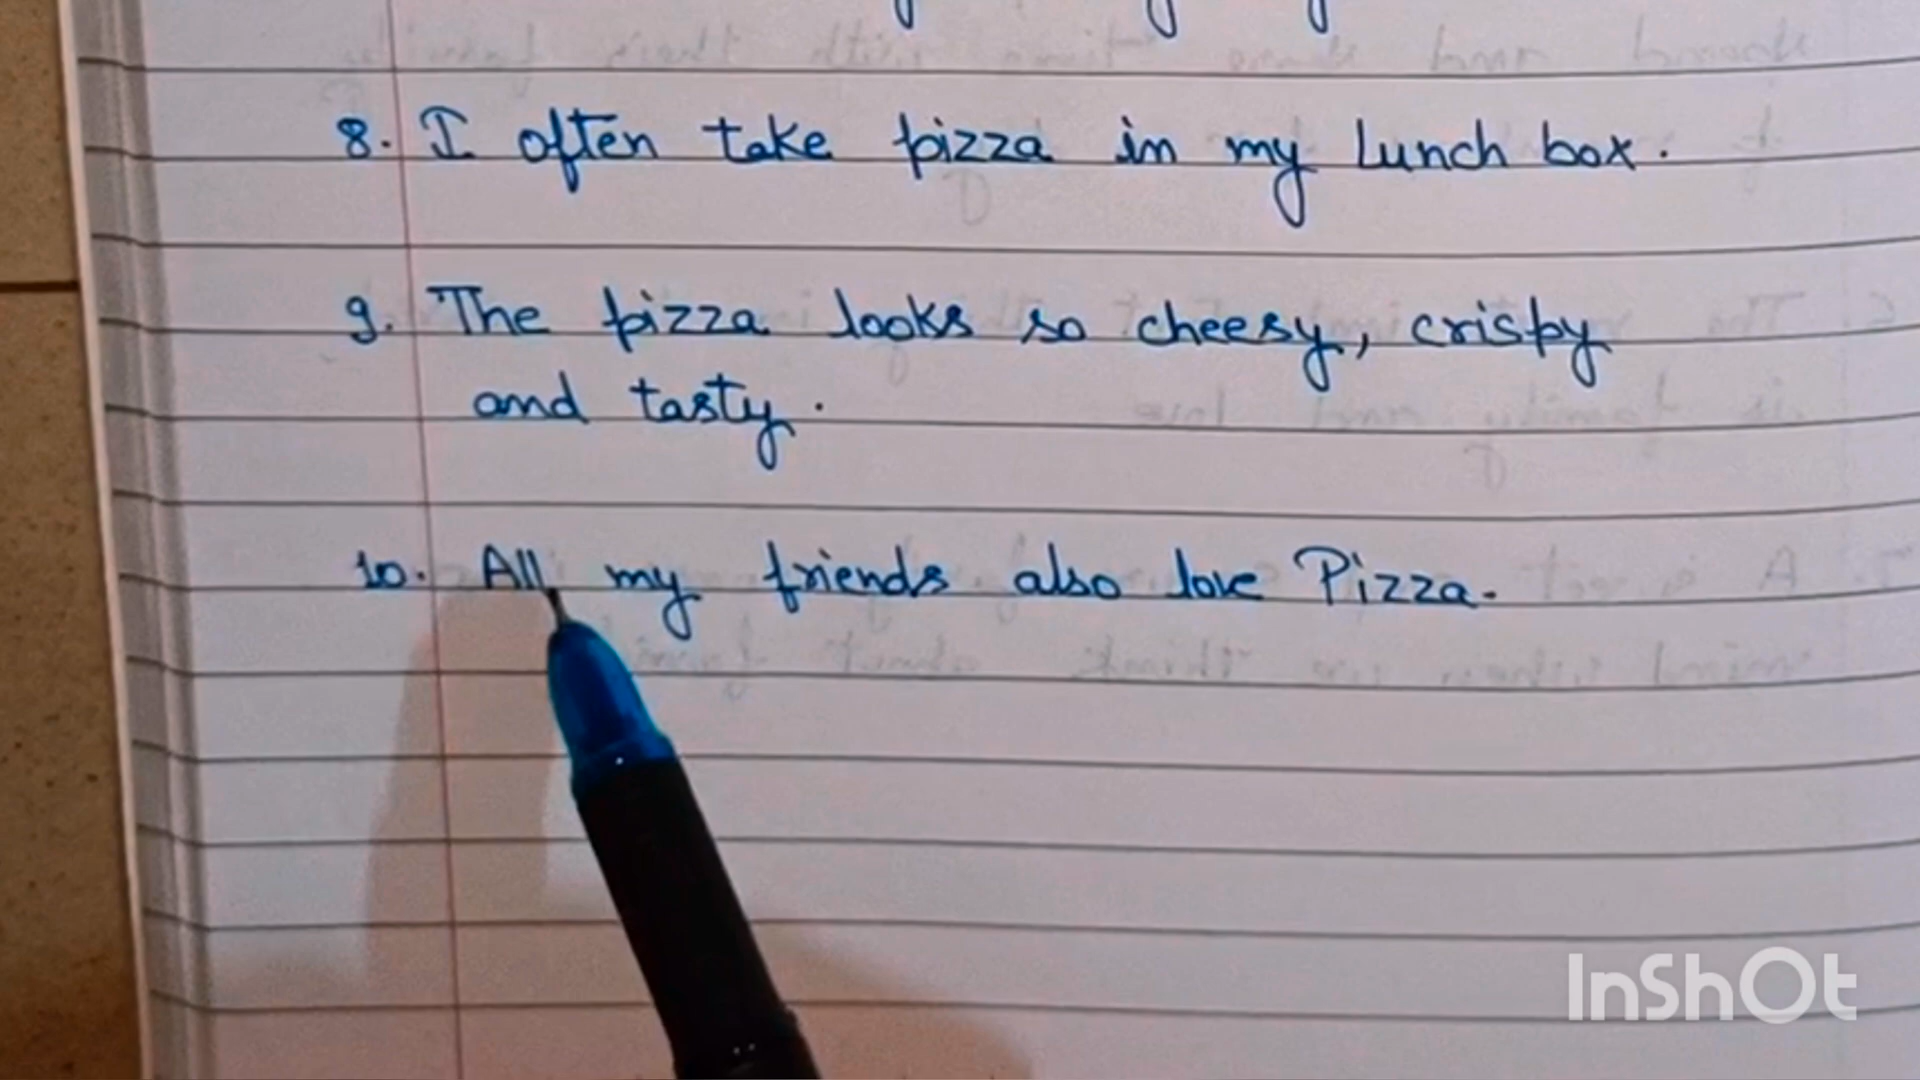 8. I often take pizza in my lunch box.
9. The pizza looks so cheesy, crispy
and tasty.
10. All my friends also love Pizza.
InShOt